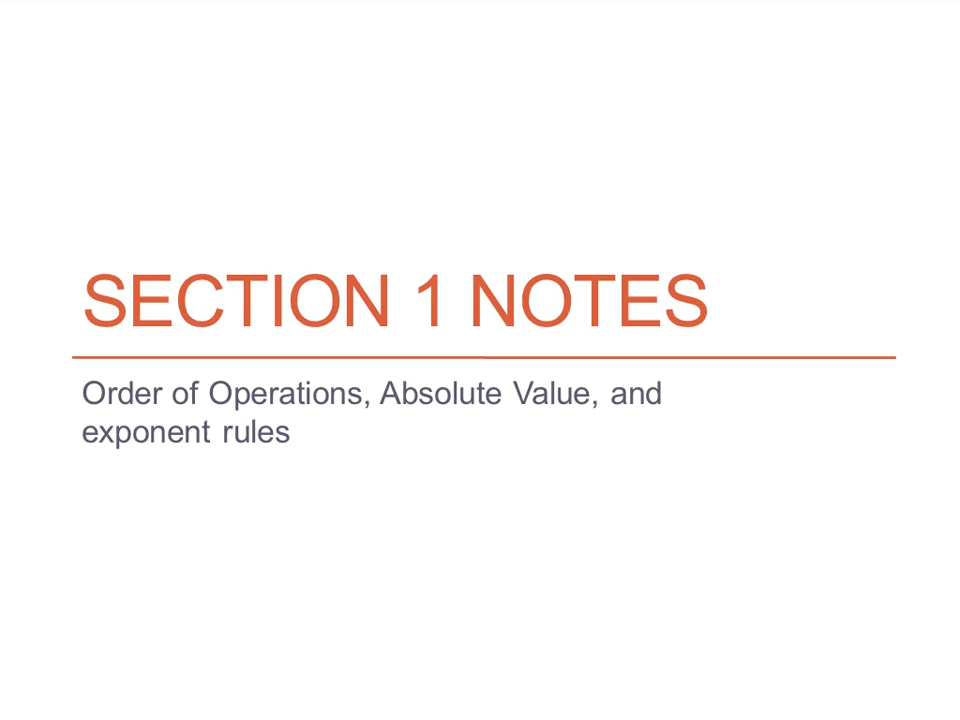 SECTION 1 NOTES
Order of Operations, Absolute Value, and
exponent rules